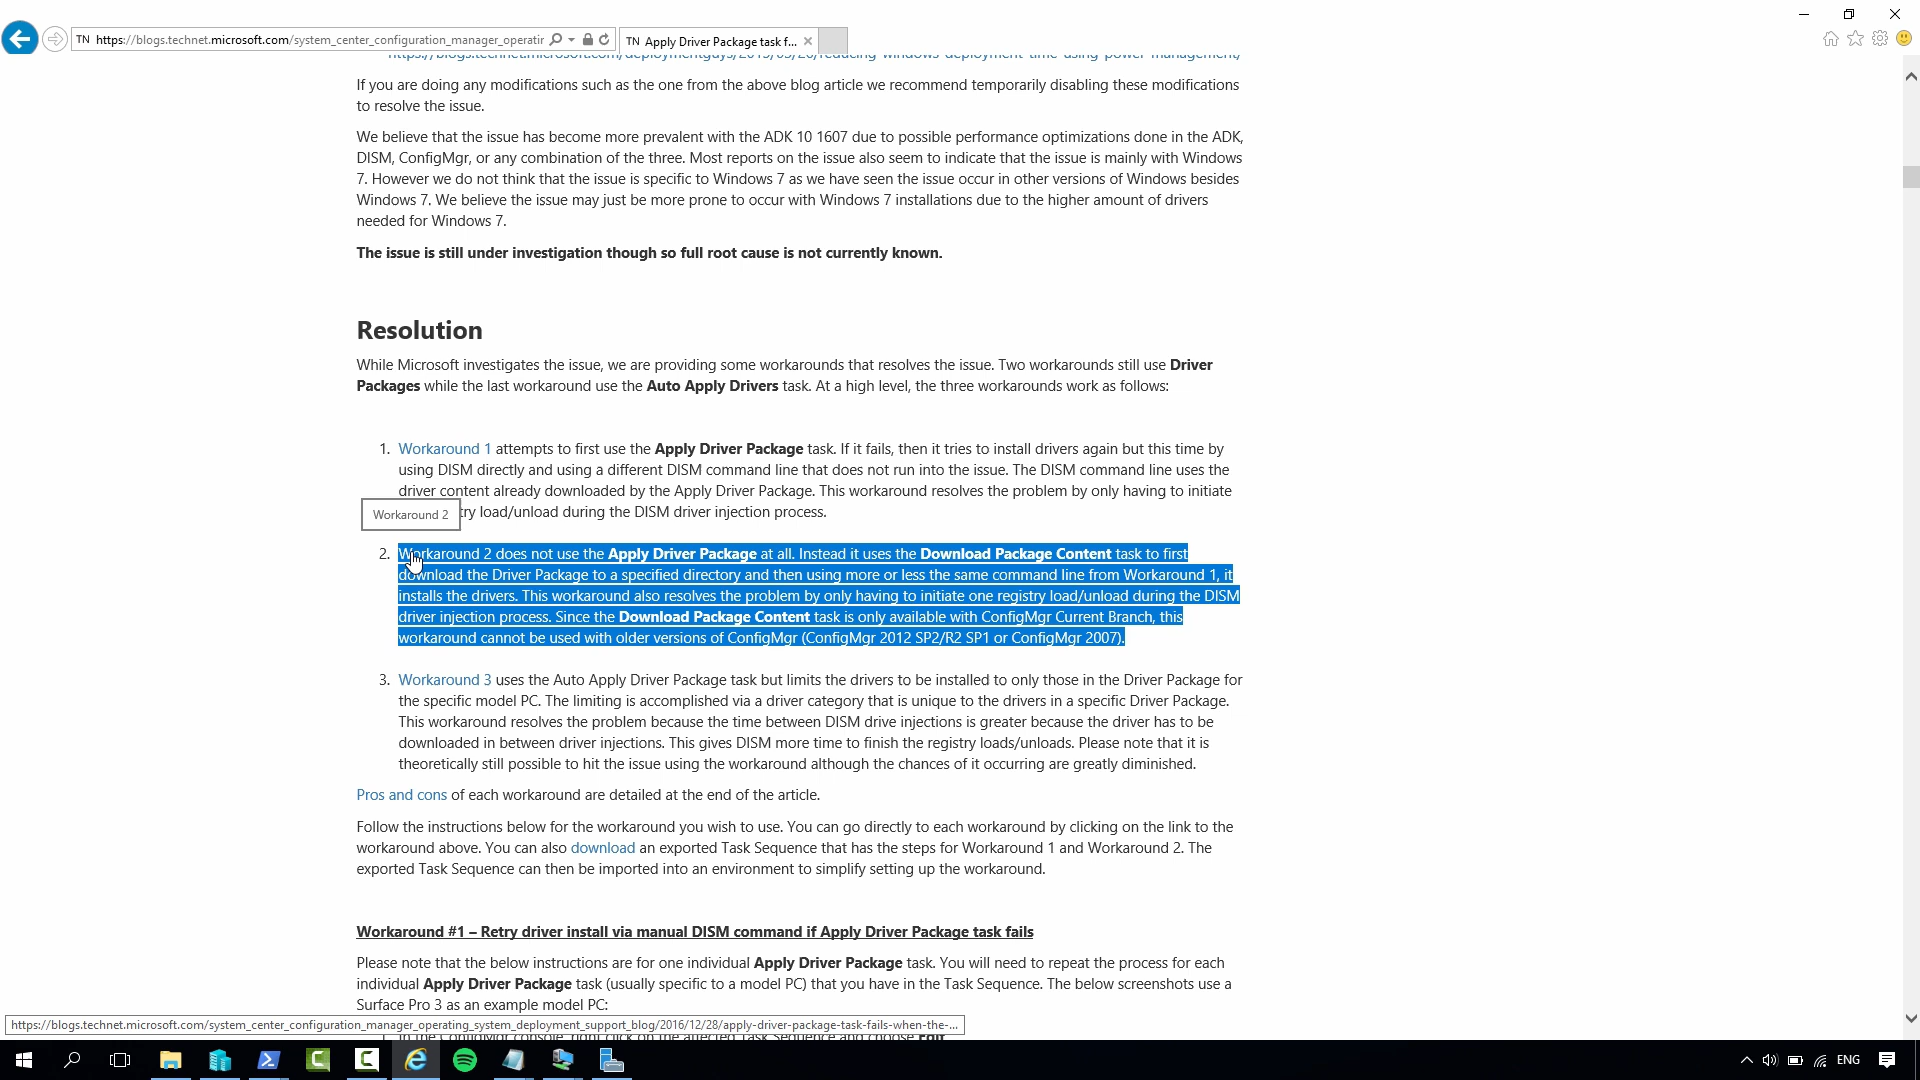 TN https://blogs.technet.microsoft.com/system_center_configuration_manager_operatir
TN Apply Driver Package task f...
https://blogs.technet.microsoft.com/deploymentguys/2015/03/26/reducing-windows-deployment-time-using-power-management/
If you are doing any modifications such as the one from the above blog article we recommend temporarily disabling these modifications
to resolve the issue.
We believe that the issue has become more prevalent with the ADK 10 1607 due to possible performance optimizations done in the ADK,
DISM, ConfigMgr, or any combination of the three. Most reports on the issue also seem to indicate that the issue is mainly with Windows
7. However we do not think that the issue is specific to Windows 7 as we have seen the issue occur in other versions of Windows besides
Windows 7. We believe the issue may just be more prone to occur with Windows 7 installations due to the higher amount of drivers
needed for Windows 7.
The issue is still under investigation though so full root cause is not currently known.
Resolution
While Microsoft investigates the issue, we are providing some workarounds that resolves the issue. Two workarounds still use Driver
Packages while the last workaround use the Auto Apply Drivers task. At a high level, the three workarounds work as follows:
1. Workaround 1 attempts to first use the Apply Driver Package task. If it fails, then it tries to install drivers again but this time by
using DISM directly and using a different DISM command line that does not run into the issue. The DISM command line uses the
driver content already downloaded by the Apply Driver Package. This workaround resolves the problem by only having to initiate
Workaround 2
try load/unload during the DISM driver injection process.
2. Workaround 2 does not use the Apply Driver Package at all. Instead it uses the Download Package Content task to first
download the Driver Package to a specified directory and then using more or less the same command line from Workaround 1, it
installs the drivers. This workaround also resolves the problem by only having to initiate one registry load/unload during the DISM
driver injection process. Since the Download Package Content task is only available with ConfigMgr Current Branch, this
workaround cannot be used with older versions of ConfigMgr (ConfigMgr 2012 SP2/R2 SP1 or ConfigMgr 2007).
3. Workaround 3 uses the Auto Apply Driver Package task but limits the drivers to be installed to only those in the Driver Package for
the specific model PC. The limiting is accomplished via a driver category that is unique to the drivers in a specific Driver Package.
This workaround resolves the problem because the time between DISM drive injections is greater because the driver has to be
downloaded in between driver injections. This gives DISM more time to finish the registry loads/unloads. Please note that it is
theoretically still possible to hit the issue using the workaround although the chances of it occurring are greatly diminished.
Pros and cons of each workaround are detailed at the end of the article.
Follow the instructions below for the workaround you wish to use. You can go directly to each workaround by clicking on the link to the
workaround above. You can also download an exported Task Sequence that has the steps for Workaround 1 and Workaround 2. The
exported Task Sequence can then be imported into an environment to simplify setting up the workaround.
Workaround #1 – Retry driver install via manual DISM command if Apply Driver Package task fails
Please note that the below instructions are for one individual Apply Driver Package task. You will need to repeat the process for each
individual Apply Driver Package task (usually specific to a model PC) that you have in the Task Sequence. The below screenshots use a
Surface Pro 3 as an example model PC:
https://blogs.technet.microsoft.com/system_center_configuration_manager_operating_system_deployment_support_blog/2016/12/28/apply-driver-package-task-fails-when-the-...
1. In the ConfigMgr console, right click on the affected Task Sequence and choose Edit
ENG